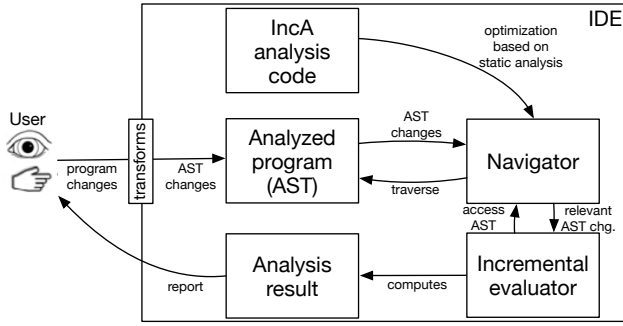 IDE
IncA
analysis
code
optimization
based on
static analysis
User
program
changes
transforms
AST
changes
Analyzed
program
(AST)
AST
changes
traverse
Navigator
access
AST
relevant
AST chg.
report
Analysis
result
computes
Incremental
evaluator